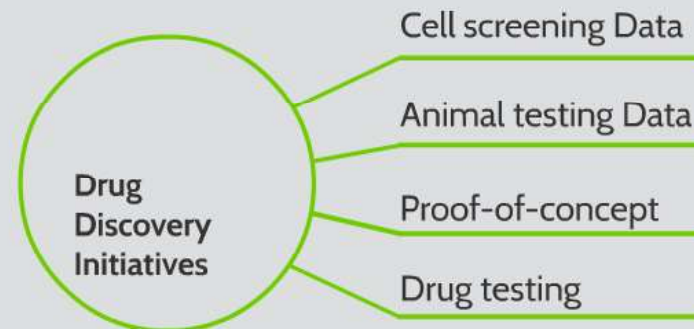 Cell screening Data
Animal testing Data
Drug
Discovery
Initiatives
Proof-of-concept
Drug testing